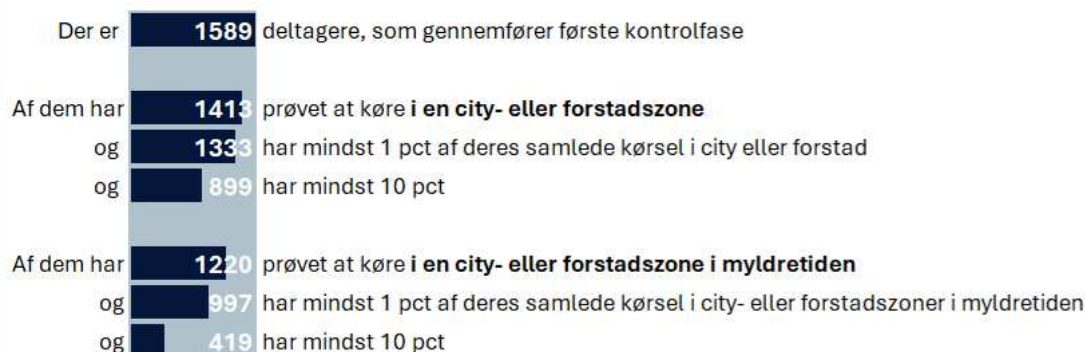 Der er 1589 deltagere, som gennemfører første kontrolfase
Af dem har 1413 prøvet at køre i en city- eller forstadszone
og 1333 har mindst 1 pct af deres samlede kørsel i city eller forstad
og 899 har mindst 10 pct
Af dem har 1220 prøvet at køre i en city- eller forstadszone i myldretiden
og 997 har mindst 1 pct af deres samlede kørsel i city- eller forstadszoner i myldretiden
og 419 har mindst 10 pct